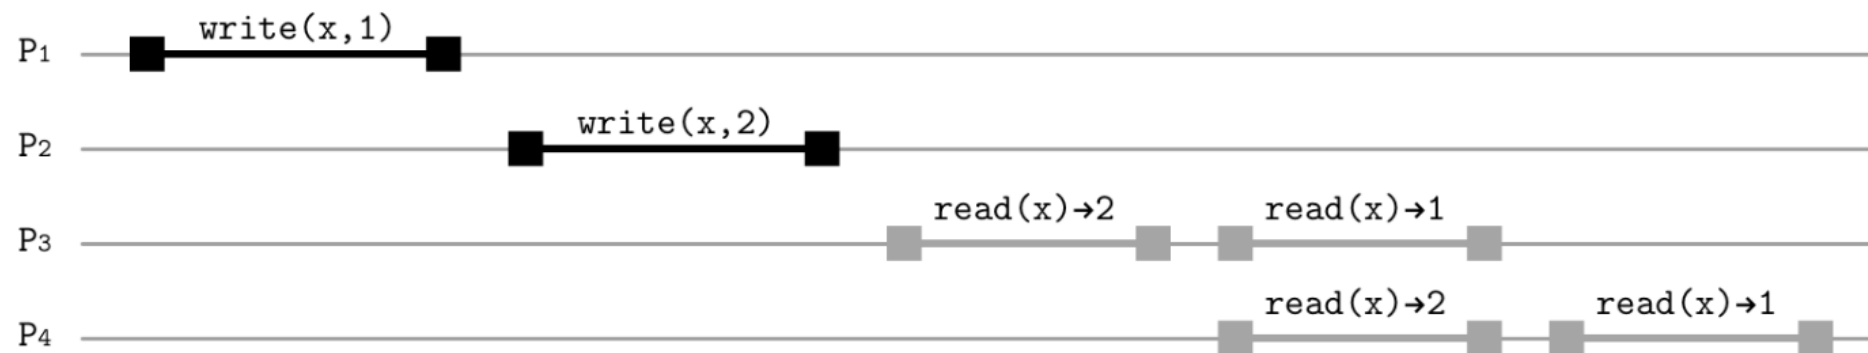 P1 write(x,1)
P2 write(x,2)
P3 read(x)→2 read(x)→1
P4 read(x)→2 read(x)→1